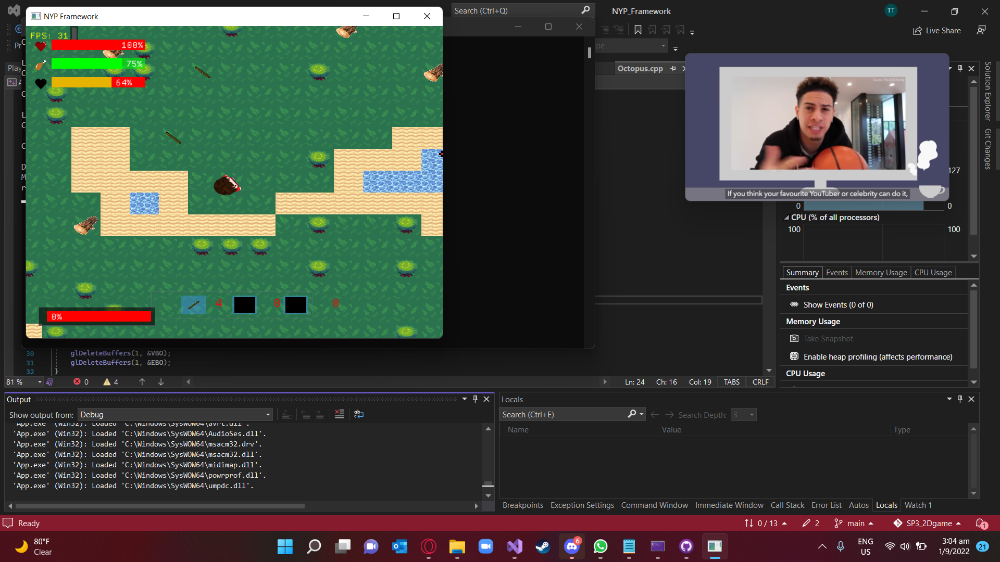 NYP Framework
FPS: 31
100%
75%
64%
4
0
0
0%
Search (Ctrl+Q)
NYP_Framework
TT
Live Share
Octopus.cpp
Solution Explorer
Git Changes
If you think your favourite YouTuber or celebrity can do it,
127
0
0
CPU (% of all processors)
100
100
Summary
Events
Memory Usage
CPU Usage
Events
Show Events (0 of 0)
Memory Usage
Take Snapshot
Enable heap profiling (affects performance)
CPU Usage
30 glDeleteBuffers(1, &VBO);
31 glDeleteBuffers(1, &EBO);
32 }
81 %
0
4
Ln: 24
Ch: 16
Col: 19
TABS
CRLF
Output
Show output from:
Debug
'App.exe' (Win32): Loaded 'C:\Windows\SysWOW64\avrt.dll'.
'App.exe' (Win32): Loaded 'C:\Windows\SysWOW64\AudioSes.dll'.
'App.exe' (Win32): Loaded 'C:\Windows\SysWOW64\msacm32.drv'.
'App.exe' (Win32): Loaded 'C:\Windows\SysWOW64\msacm32.dll'.
'App.exe' (Win32): Loaded 'C:\Windows\SysWOW64\midimap.dll'.
'App.exe' (Win32): Loaded 'C:\Windows\SysWOW64\powrprof.dll'.
'App.exe' (Win32): Loaded 'C:\Windows\SysWOW64\umpdc.dll'.
Locals
Search (Ctrl+E)
Search Depth:
3
Name
Value
Type
Breakpoints
Exception Settings
Command Window
Immediate Window
Call Stack
Error List
Autos
Locals
Watch 1
Ready
0 / 13
2
main
SP3_2Dgame
1
80°F
Clear
6
ENG
US
3:04 am
1/9/2022
21